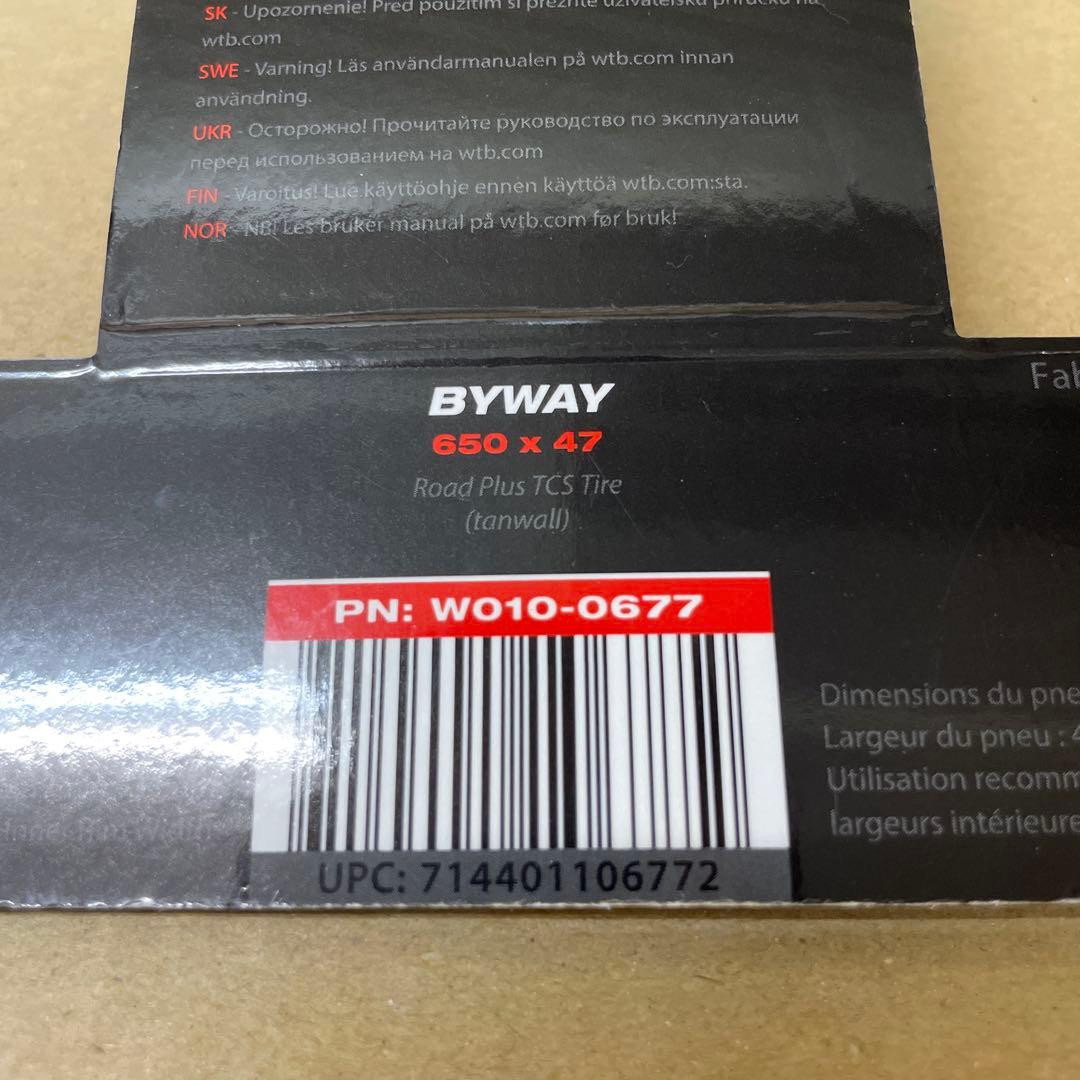 SK - Upozornenie! Pred použitím si prezrite užívateľskú príručku na
wtb.com
SWE - Varning! Läs användarmanualen på wtb.com innan
användning.
UKR - Осторожно! Прочитайте руководство по эксплуатации
перед использованием на wtb.com
FIN - Varoitus! Lue käyttöohje ennen käyttöä wtb.com:sta.
NOR - NB! Les bruker manual på wtb.com før bruk!
BYWAY
650 x 47
Road Plus TCS Tire
(tanwall)
PN: W010-0677
UPC: 714401106772
Inner Rim Width
Fab
Dimensions du pne
Largeur du pneu : 4
Utilisation recomm
largeurs intérieure